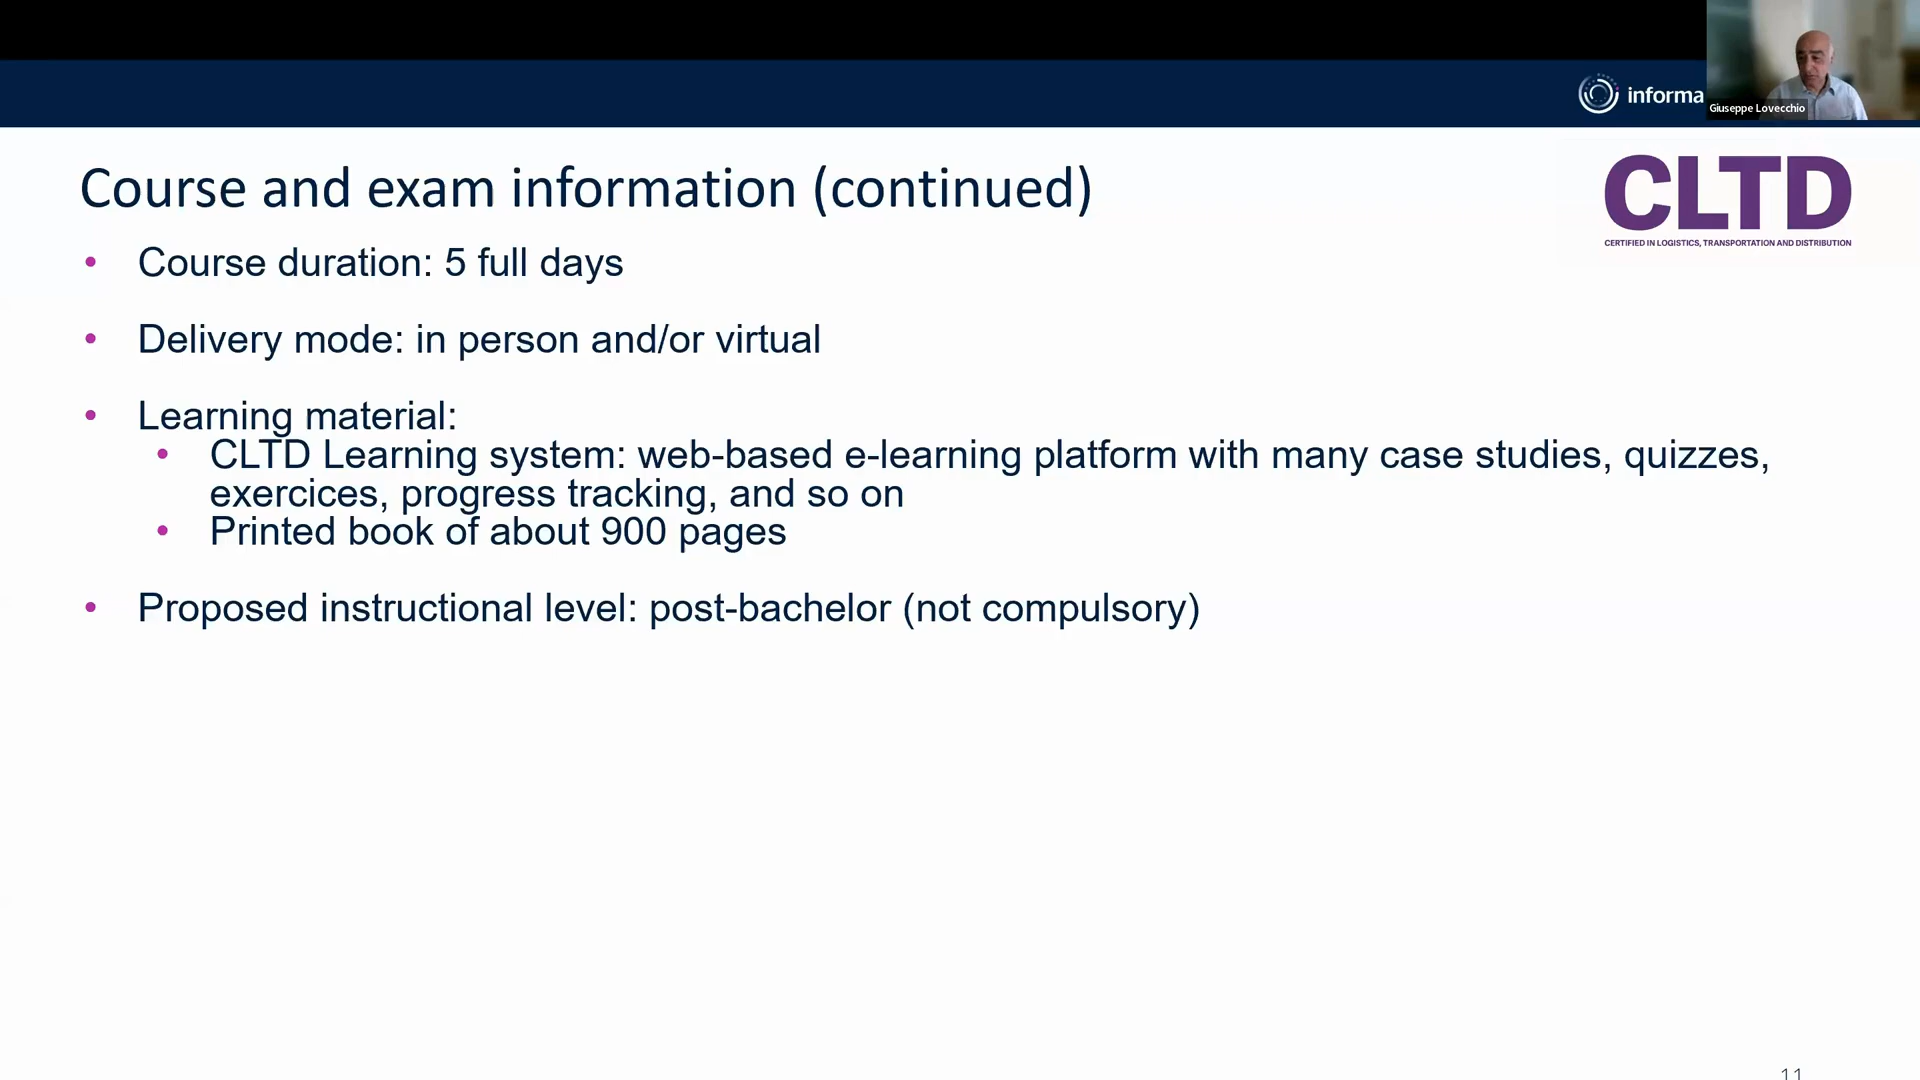 informa
Giuseppe Lovecchio
CLTD
CERTIFIED IN LOGISTICS, TRANSPORTATION AND DISTRIBUTION
Course and exam information (continued)
• Course duration: 5 full days
• Delivery mode: in person and/or virtual
• Learning material:
• CLTD Learning system: web-based e-learning platform with many case studies, quizzes,
exercices, progress tracking, and so on
• Printed book of about 900 pages
• Proposed instructional level: post-bachelor (not compulsory)
11